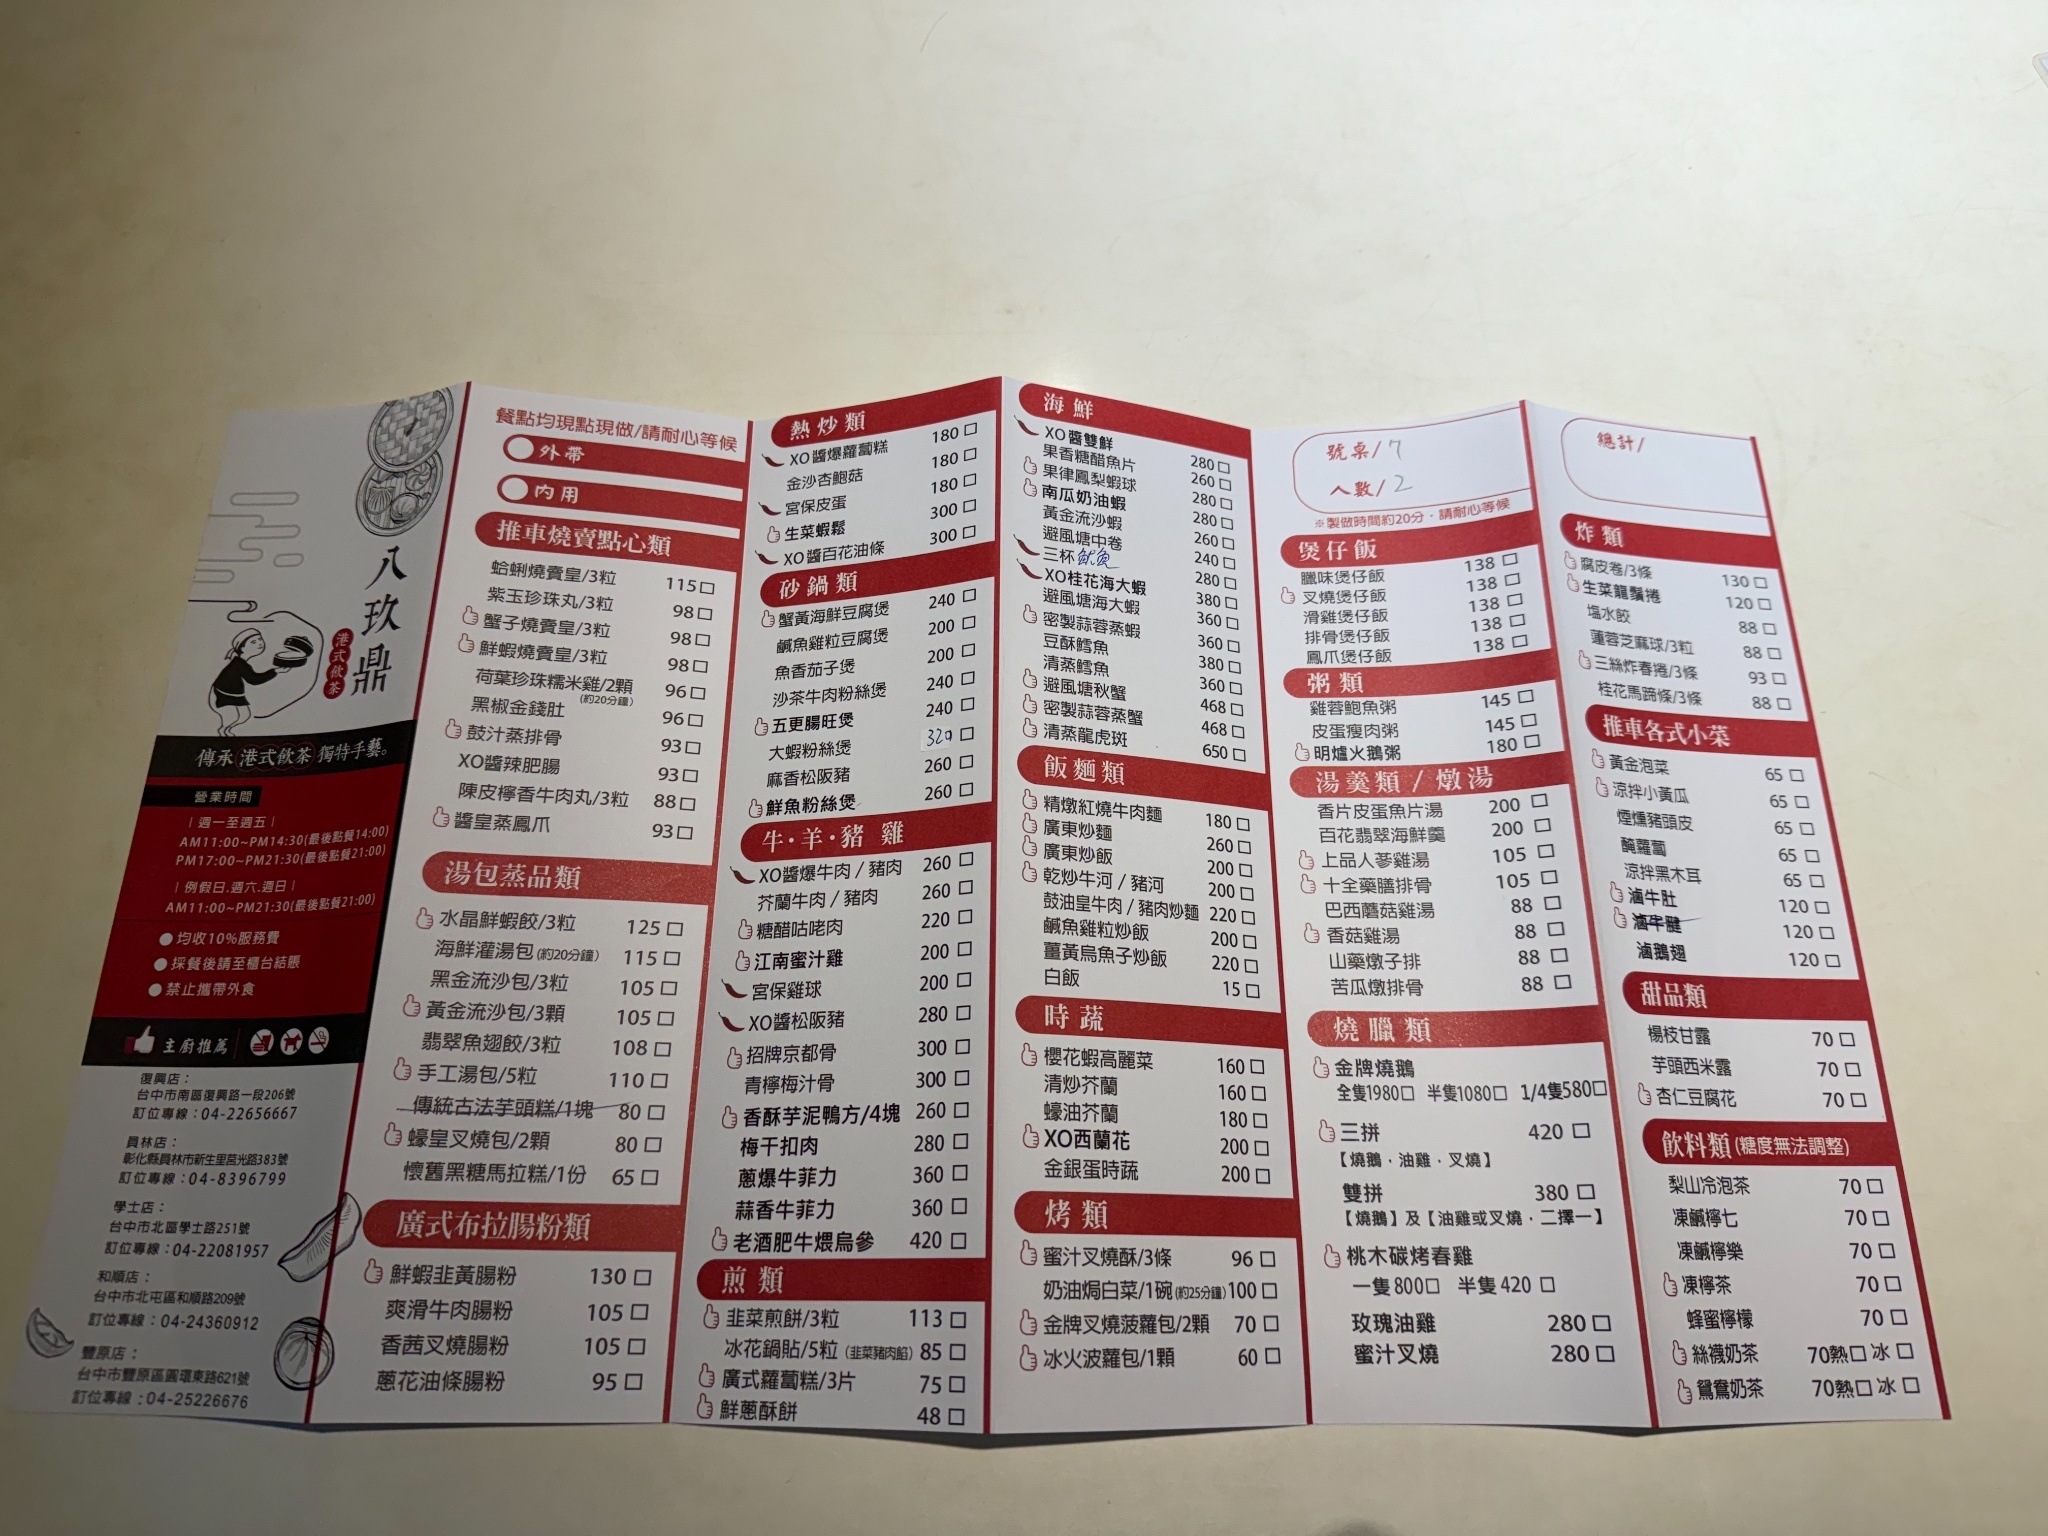 八玖鼎
港式飲茶
傳承 港式飲茶 獨特手藝。
營業時間
| 週一至週五 |
AM11:00~PM14:30(最後點餐14:00)
PM17:00~PM21:30(最後點餐21:00)
| 例假日.週六.週日 |
AM11:00~PM21:30(最後點餐21:00)
均收10%服務費
採餐後請至櫃台結賬
禁止攜帶外食
主廚推薦
復興店：
台中市南區復興路一段206號
訂位專線：04-22656667
員林店：
彰化縣員林市新生里莒光路383號
訂位專線：04-8396799
學士店：
台中市北區學士路251號
訂位專線：04-22081957
和順店：
台中市北屯區和順路209號
訂位專線：04-24360912
豐原店：
台中市豐原區圓環東路621號
訂位專線：04-25226676
餐點均現點現做/請耐心等候
外帶
內用
推車燒賣點心類
蛤蜊燒賣皇/3粒 115□
紫玉珍珠丸/3粒 98□
蟹子燒賣皇/3粒 98□
鮮蝦燒賣皇/3粒 98□
荷葉珍珠糯米雞/2顆 96□
(約20分鐘)
黑椒金錢肚 96□
鼓汁蒸排骨 93□
XO醬辣肥腸 93□
陳皮檸香牛肉丸/3粒 88□
醬皇蒸鳳爪 93□
湯包蒸品類
水晶鮮蝦餃/3粒 125□
海鮮灌湯包(約20分鐘) 115□
黑金流沙包/3粒 105□
黃金流沙包/3顆 105□
翡翠魚翅餃/3粒 108□
手工湯包/5粒 110□
傳統古法芋頭糕/1塊 80□
蠔皇叉燒包/2顆 80□
懷舊黑糖馬拉糕/1份 65□
廣式布拉腸粉類
鮮蝦韭黃腸粉 130□
爽滑牛肉腸粉 105□
香茜叉燒腸粉 105□
蔥花油條腸粉 95□
熱炒類
XO醬爆蘿蔔糕 180□
金沙杏鮑菇 180□
宮保皮蛋 180□
生菜蝦鬆 300□
XO醬百花油條 300□
砂鍋類
蟹黃海鮮豆腐煲 240□
鹹魚雞粒豆腐煲 200□
魚香茄子煲 200□
沙茶牛肉粉絲煲 240□
五更腸旺煲 240□
大蝦粉絲煲 320□
麻香松阪豬 260□
鮮魚粉絲煲 260□
牛·羊·豬 雞
XO醬爆牛肉 / 豬肉 260□
芥蘭牛肉 / 豬肉 260□
糖醋咕咾肉 220□
江南蜜汁雞 200□
宮保雞球 200□
XO醬松阪豬 280□
招牌京都骨 300□
青檸梅汁骨 300□
香酥芋泥鴨方/4塊 260□
梅干扣肉 280□
蔥爆牛菲力 360□
蒜香牛菲力 360□
老酒肥牛煨烏參 420□
煎類
韭菜煎餅/3粒 113□
冰花鍋貼/5粒(韭菜豬肉餡) 85□
廣式蘿蔔糕/3片 75□
鮮蔥酥餅 48□
海鮮
XO醬雙鮮 280□
果香糖醋魚片 260□
果律鳳梨蝦球 280□
南瓜奶油蝦 280□
黃金流沙蝦 260□
避風塘中卷 240□
三杯魷魚 280□
XO桂花海大蝦 380□
避風塘海大蝦 360□
密製蒜蓉蒸蝦 360□
豆酥鱈魚 380□
清蒸鱈魚 360□
避風塘秋蟹 468□
密製蒜蓉蒸蟹 468□
清蒸龍虎斑 650□
飯麵類
精燉紅燒牛肉麵 180□
廣東炒麵 260□
廣東炒飯 200□
乾炒牛河 / 豬河 200□
鼓油皇牛肉 / 豬肉炒麵 220□
鹹魚雞粒炒飯 200□
薑黃烏魚子炒飯 220□
白飯 15□
時蔬
櫻花蝦高麗菜 160□
清炒芥蘭 160□
蠔油芥蘭 180□
XO西蘭花 200□
金銀蛋時蔬 200□
烤類
蜜汁叉燒酥/3條 96□
奶油焗白菜/1碗(約25分鐘) 100□
金牌叉燒菠蘿包/2顆 70□
冰火波蘿包/1顆 60□
號桌/ 7
人數/ 2
※製做時間約20分．請耐心等候
煲仔飯
臘味煲仔飯 138□
叉燒煲仔飯 138□
滑雞煲仔飯 138□
排骨煲仔飯 138□
鳳爪煲仔飯 138□
粥類
雞蓉鮑魚粥 145□
皮蛋瘦肉粥 145□
明爐火鵝粥 180□
湯羹類 / 燉湯
香片皮蛋魚片湯 200□
百花翡翠海鮮羹 200□
上品人蔘雞湯 105□
十全藥膳排骨 105□
巴西蘑菇雞湯 88□
香菇雞湯 88□
山藥燉子排 88□
苦瓜燉排骨 88□
燒臘類
金牌燒鵝
全隻1980□ 半隻1080□ 1/4隻580□
三拼 420□
【燒鵝．油雞．叉燒】
雙拼 380□
【燒鵝】及【油雞或叉燒．二擇一】
桃木碳烤春雞
一隻800□ 半隻420□
玫瑰油雞 280□
蜜汁叉燒 280□
總計/
炸類
腐皮卷/3條 130□
生菜龍鬚捲 120□
塩水餃 88□
蓮蓉芝麻球/3粒 88□
三絲炸春捲/3條 93□
桂花馬蹄條/3條 88□
推車各式小菜
黃金泡菜 65□
涼拌小黃瓜 65□
煙燻豬頭皮 65□
醃蘿蔔 65□
涼拌黑木耳 65□
滷牛肚 120□
滷牛腱 120□
滷鵝翅 120□
甜品類
楊枝甘露 70□
芋頭西米露 70□
杏仁豆腐花 70□
飲料類(糖度無法調整)
梨山冷泡茶 70□
凍鹹檸七 70□
凍鹹檸樂 70□
凍檸茶 70□
蜂蜜檸檬 70□
絲襪奶茶 70熱□ 冰□
鴛鴦奶茶 70熱□ 冰□